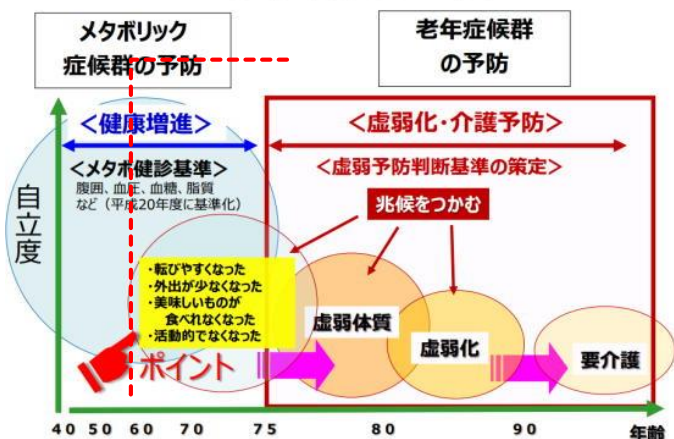 メタボリック
症候群の予防
老年症候群
の予防
<健康増進>
<虚弱化・介護予防>
<メタボ健診基準>
腹囲、血圧、血糖、脂質
など（平成20年度に基準化）
<虚弱予防判断基準の策定>
自立度
兆候をつかむ
・転びやすくなった
・外出が少なくなった
・美味しいものが
食べれなくなった
・活動的でなくなった
虚弱体質
虚弱化
要介護
ポイント
40 50 60 70 75 80 90 年齢